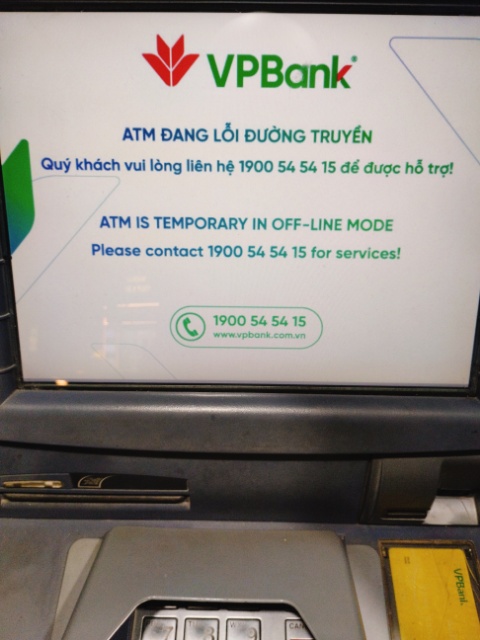 VPBank
ATM ĐANG LỖI ĐƯỜNG TRUYỀN
Quý khách vui lòng liên hệ 1900 54 54 15 để được hỗ trợ!
ATM IS TEMPORARY IN OFF-LINE MODE
Please contact 1900 54 54 15 for services!
1900 54 54 15
www.vpbank.com.vn
VPBank